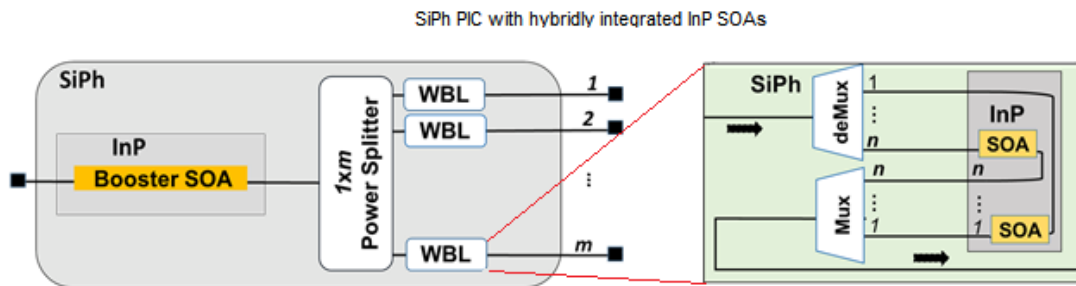 SiPh PIC with hybridly integrated InP SOAs
SiPh
InP
Booster SOA
1xm
Power Splitter
WBL
WBL
WBL
1
2
...
m
SiPh
deMux
1
⋮
n
InP
SOA
Mux
n
⋮
1
n
⋮
1
SOA